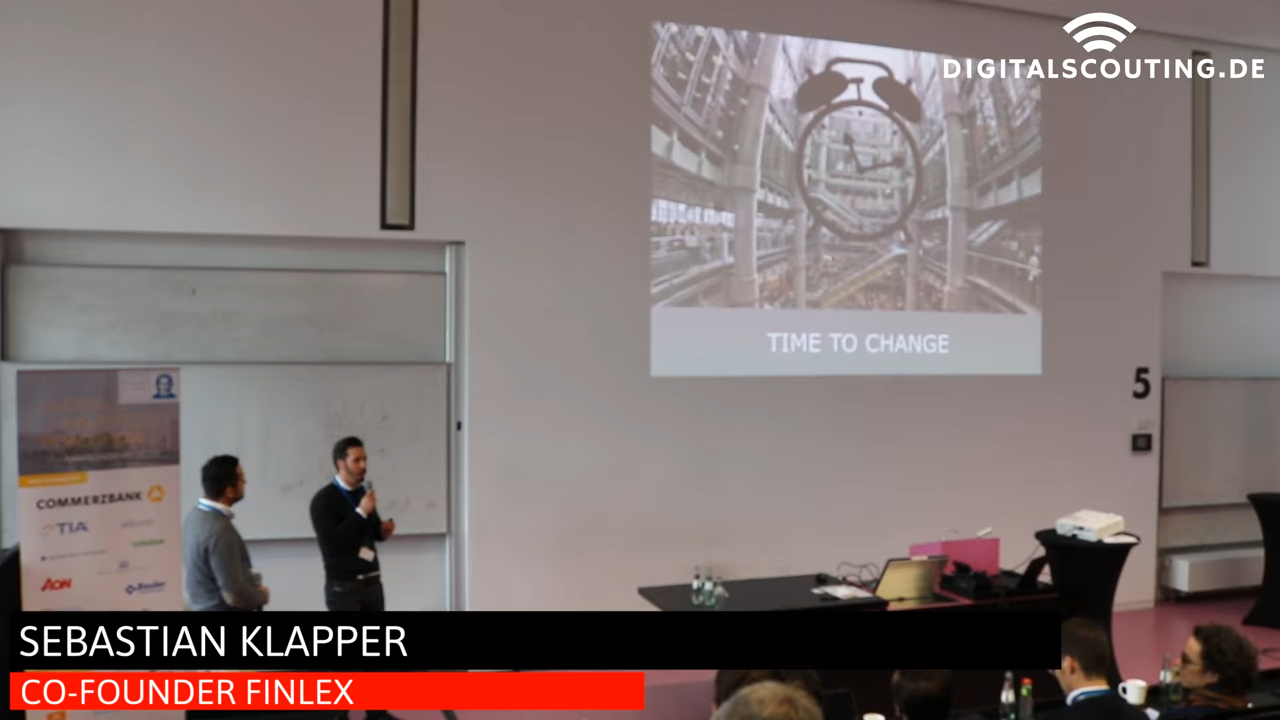 DIGITALSCOUTING.DE
TIME TO CHANGE
5
COMMERZBANK
TIA
AON
SEBASTIAN KLAPPER
CO-FOUNDER FINLEX